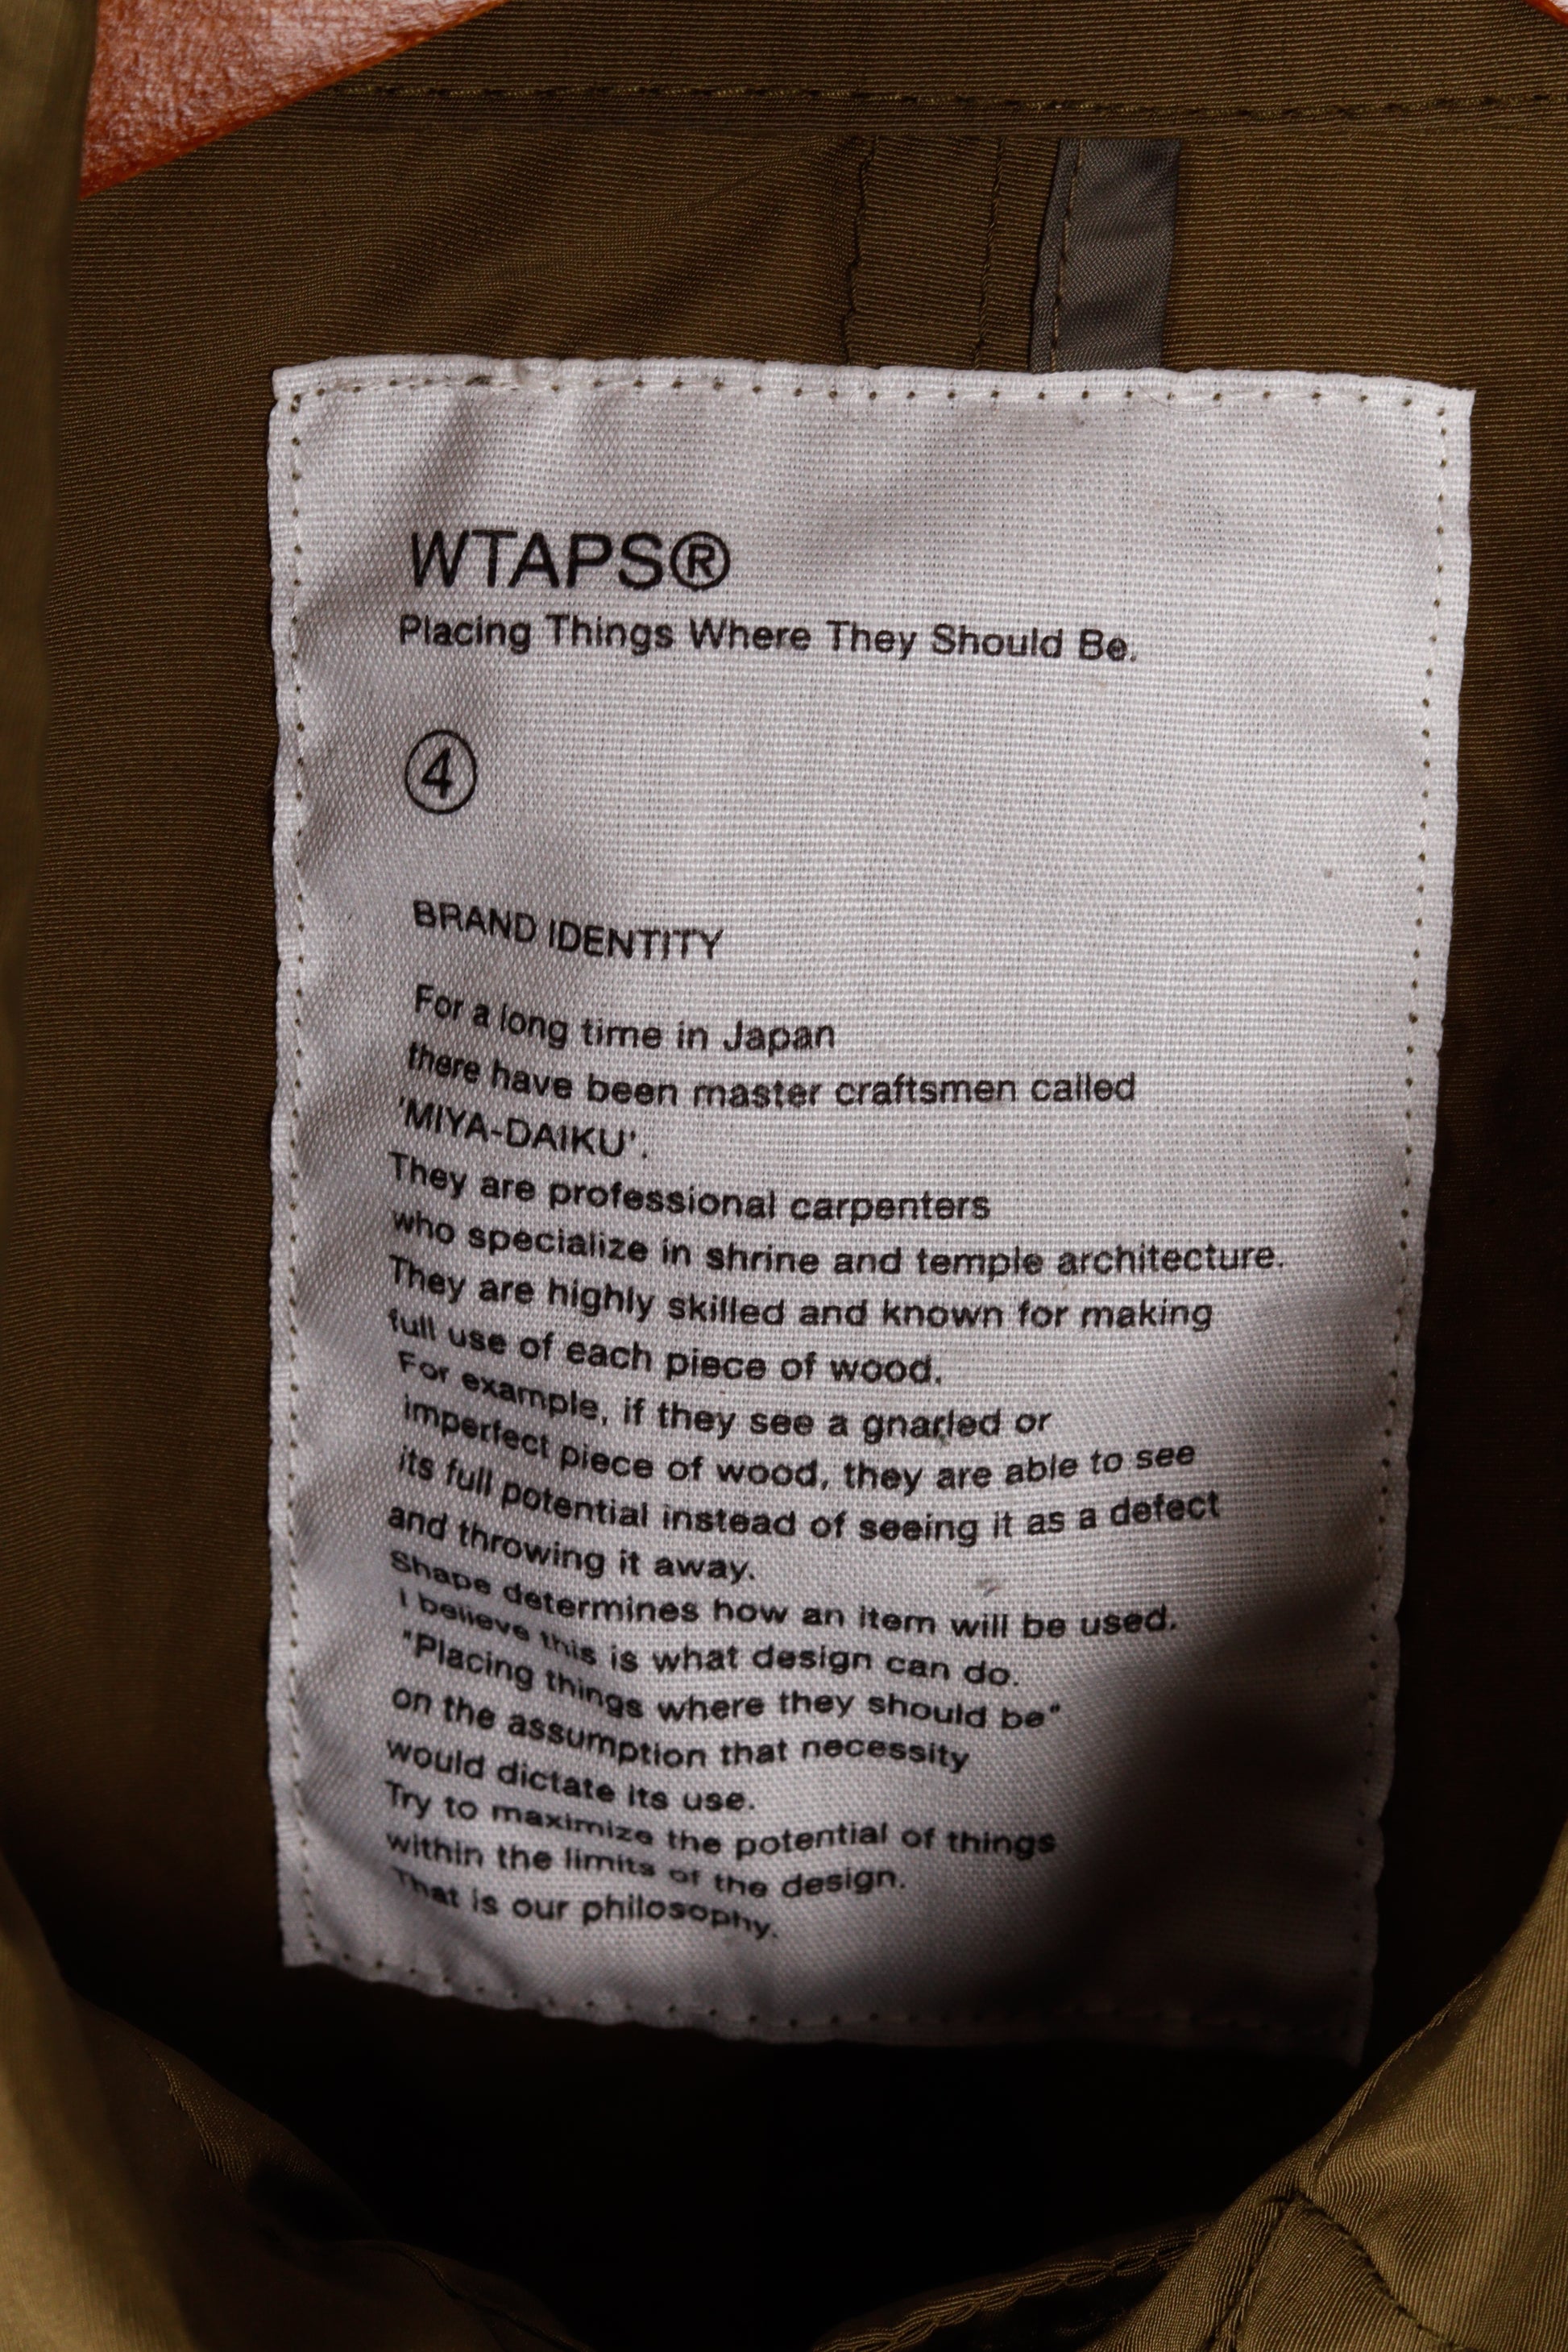 WTAPS®
Placing Things Where They Should Be.
④
BRAND IDENTITY
For a long time in Japan
there have been master craftsmen called
'MIYA-DAIKU'.
They are professional carpenters
who specialize in shrine and temple architecture.
They are highly skilled and known for making
full use of each piece of wood.
For example, if they see a gnarled or
imperfect piece of wood, they are able to see
its full potential instead of seeing it as a defect
and throwing it away.
Shape determines how an item will be used.
I believe this is what design can do.
"Placing things where they should be"
on the assumption that necessity
would dictate its use.
Try to maximize the potential of things
within the limits of the design.
That is our philosophy.